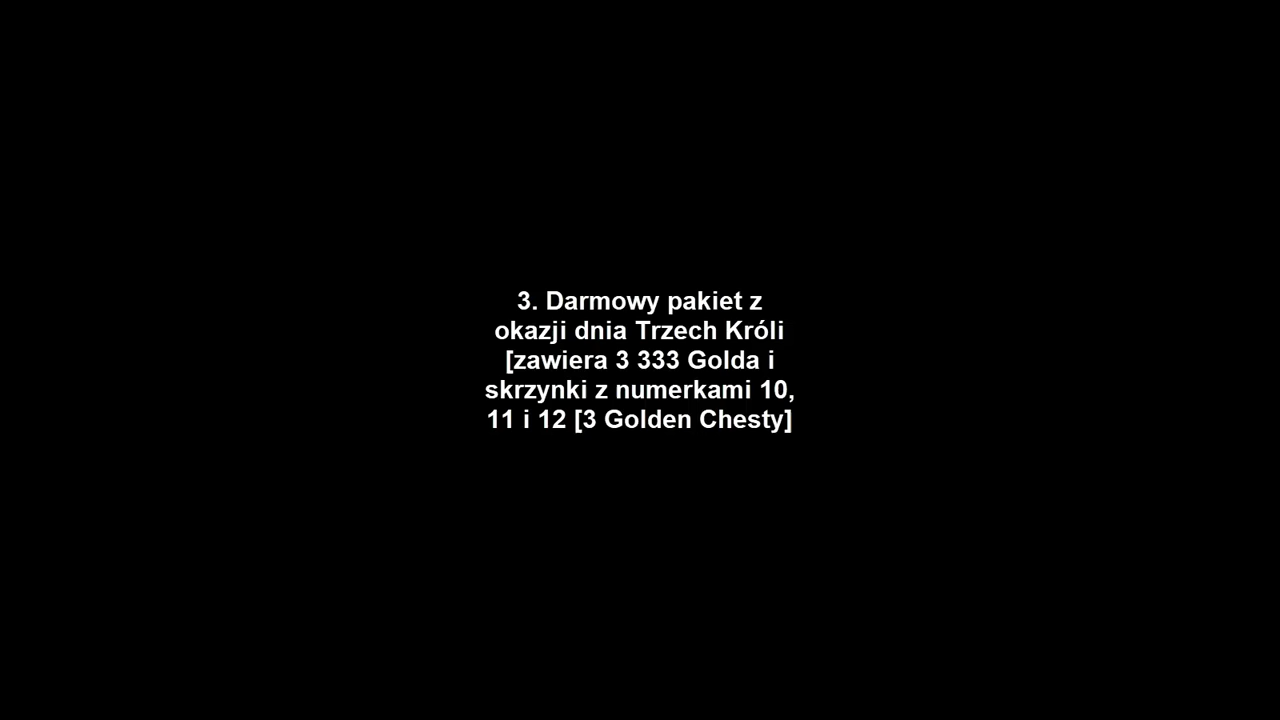 3. Darmowy pakiet z
okazji dnia Trzech Króli
[zawiera 3 333 Golda i
skrzynki z numerkami 10,
11 i 12 [3 Golden Chesty]